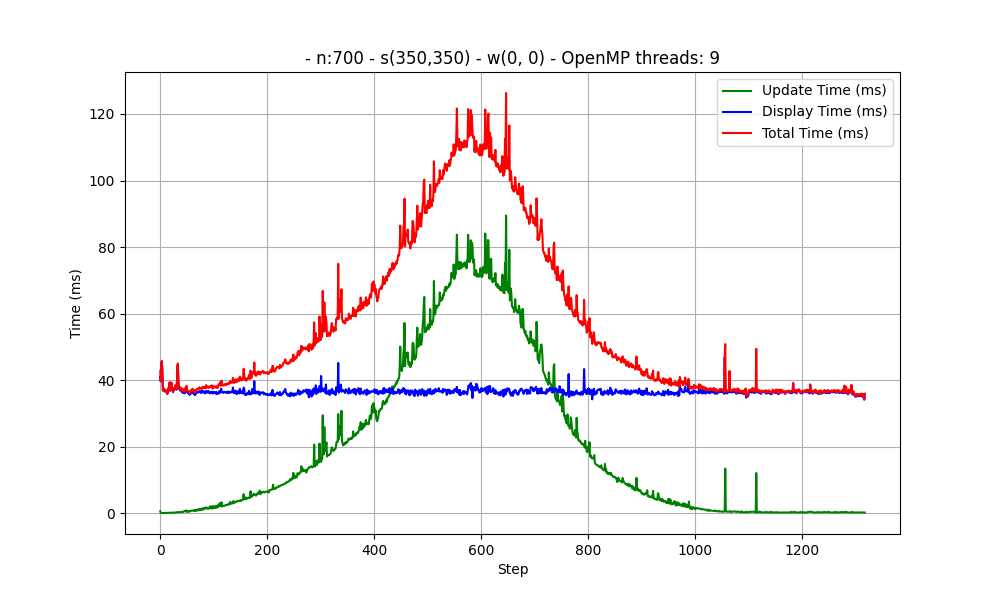 - n:700 - s(350,350) - w(0, 0) - OpenMP threads: 9
Update Time (ms)
Display Time (ms)
Total Time (ms)
Time (ms)
120
100
80
60
40
20
0
0 200 400 600 800 1000 1200
Step